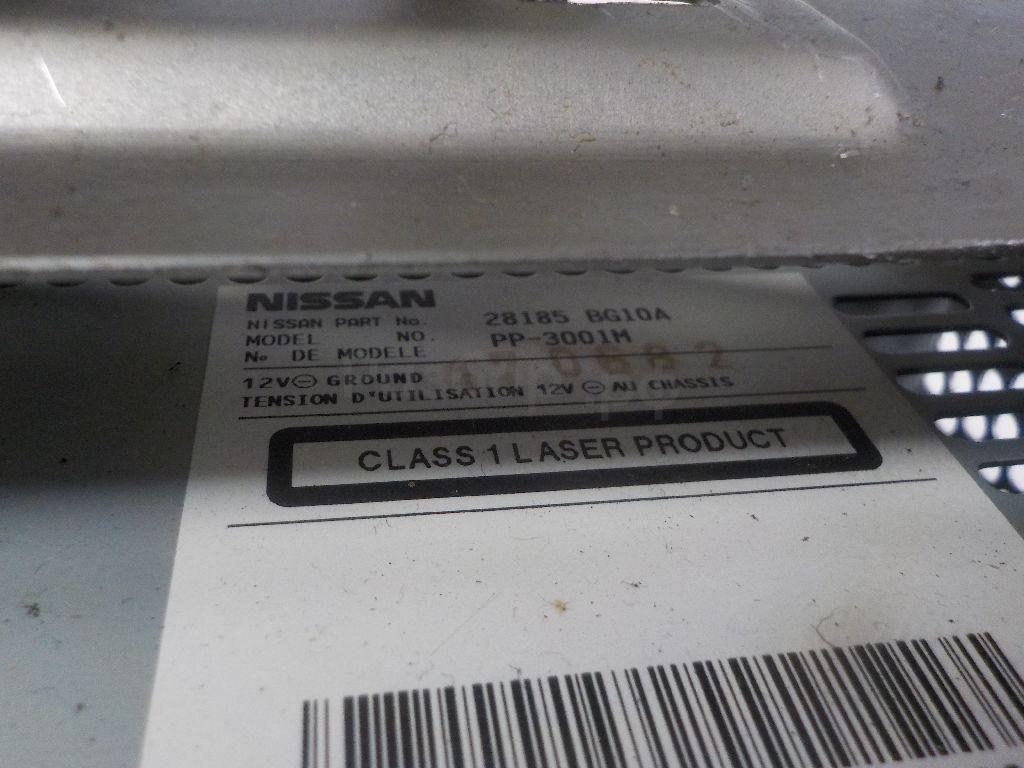 NISSAN
NISSAN PART No. 28185 BG10A
MODEL NO. PP-3001M
No DE MODELE
12V⊖ GROUND
TENSION D'UTILISATION 12V ⊖ AU CHASSIS
CLASS 1 LASER PRODUCT